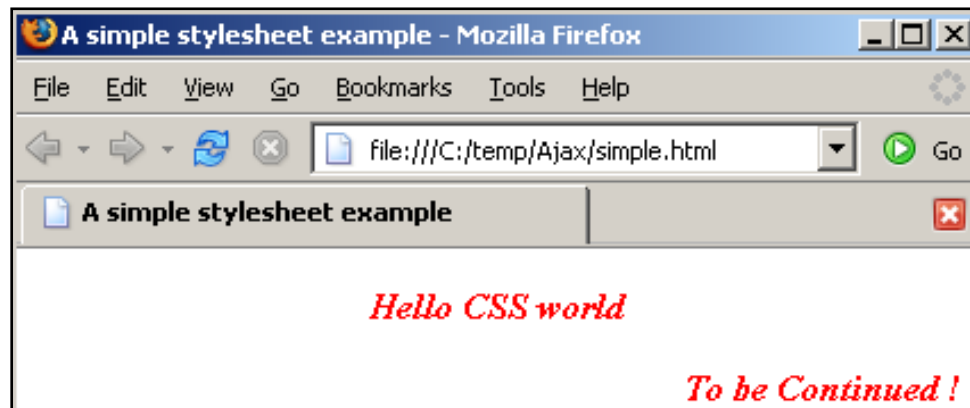 A simple stylesheet example - Mozilla Firefox
File Edit View Go Bookmarks Tools Help
file:///C:/temp/Ajax/simple.html Go
A simple stylesheet example
Hello CSS world
To be Continued !